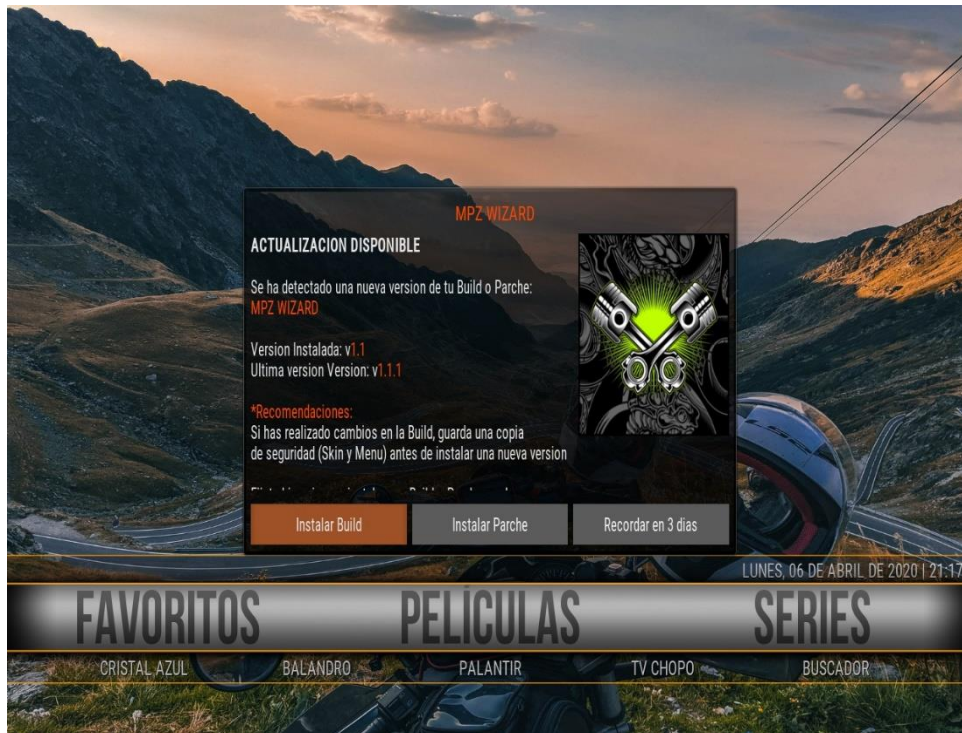 MPZ WIZARD
ACTUALIZACION DISPONIBLE
Se ha detectado una nueva version de tu Build o Parche:
MPZ WIZARD
Version Instalada: v1.1
Ultima version Version: v1.1.1
*Recomendaciones:
Si has realizado cambios en la Build, guarda una copia
de seguridad (Skin y Menu) antes de instalar una nueva version
Instalar Build
Instalar Parche
Recordar en 3 dias
LUNES, 06 DE ABRIL DE 2020 | 21:17
FAVORITOS
PELÍCULAS
SERIES
CRISTAL AZUL
BALANDRO
PALANTIR
TV CHOPO
BUSCADOR